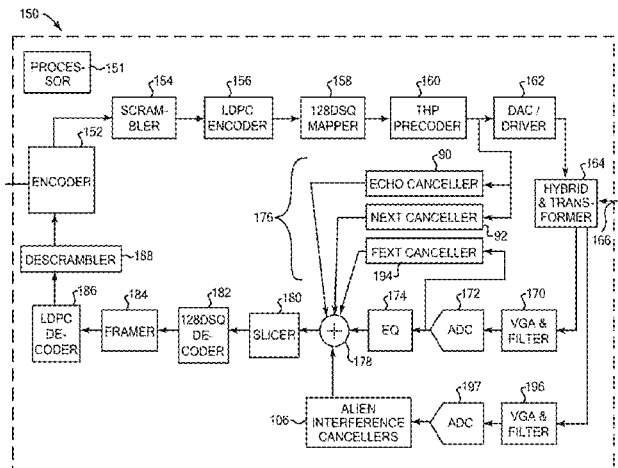 150
PROCES-
SOR
151
154
156
158
160
162
SCRAM-
BLER
LDPC
ENCODER
128DSQ
MAPPER
THP
PRECODER
DAC /
DRIVER
152
ENCODER
90
ECHO CANCELLER
164
HYBRID
& TRANS-
FORMER
166
176
NEXT CANCELLER
92
FEXT CANCELLER
194
DESCRAMBLER
188
186
184
182
180
174
172
170
LDPC DE-
CODER
FRAMER
128DSQ
DE-
CODER
SLICER
+
178
EQ
ADC
VGA &
FILTER
106
ALIEN
INTERFERENCE
CANCELLERS
197
ADC
196
VGA &
FILTER